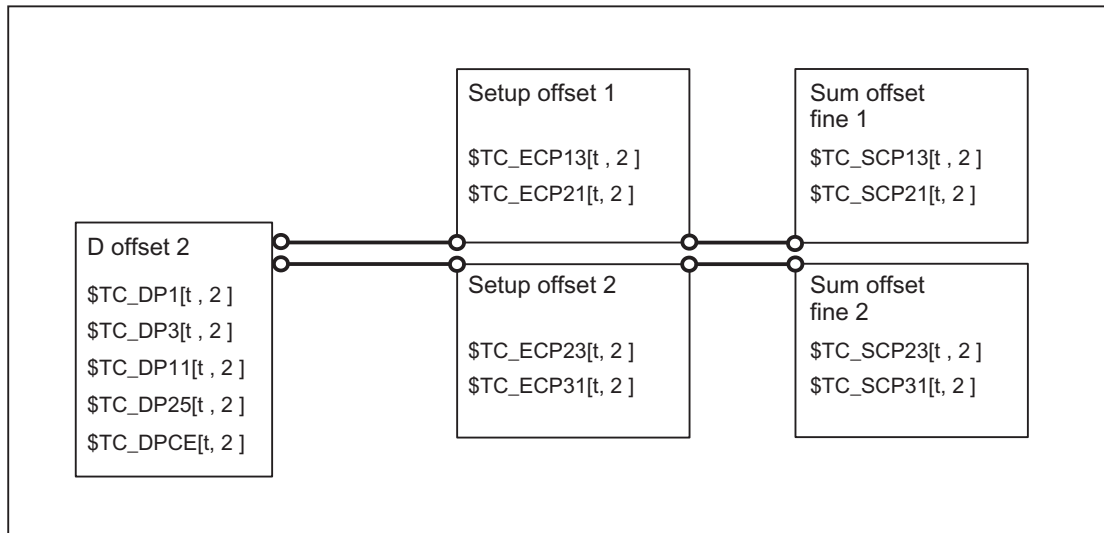 Setup offset 1
$TC_ECP13[t , 2 ]
$TC_ECP21[t, 2 ]
Sum offset
fine 1
$TC_SCP13[t , 2 ]
$TC_SCP21[t, 2 ]
D offset 2
$TC_DP1[t , 2 ]
$TC_DP3[t , 2 ]
$TC_DP11[t , 2 ]
$TC_DP25[t , 2 ]
$TC_DPCE[t, 2 ]
Setup offset 2
$TC_ECP23[t, 2 ]
$TC_ECP31[t, 2 ]
Sum offset
fine 2
$TC_SCP23[t , 2 ]
$TC_SCP31[t, 2 ]